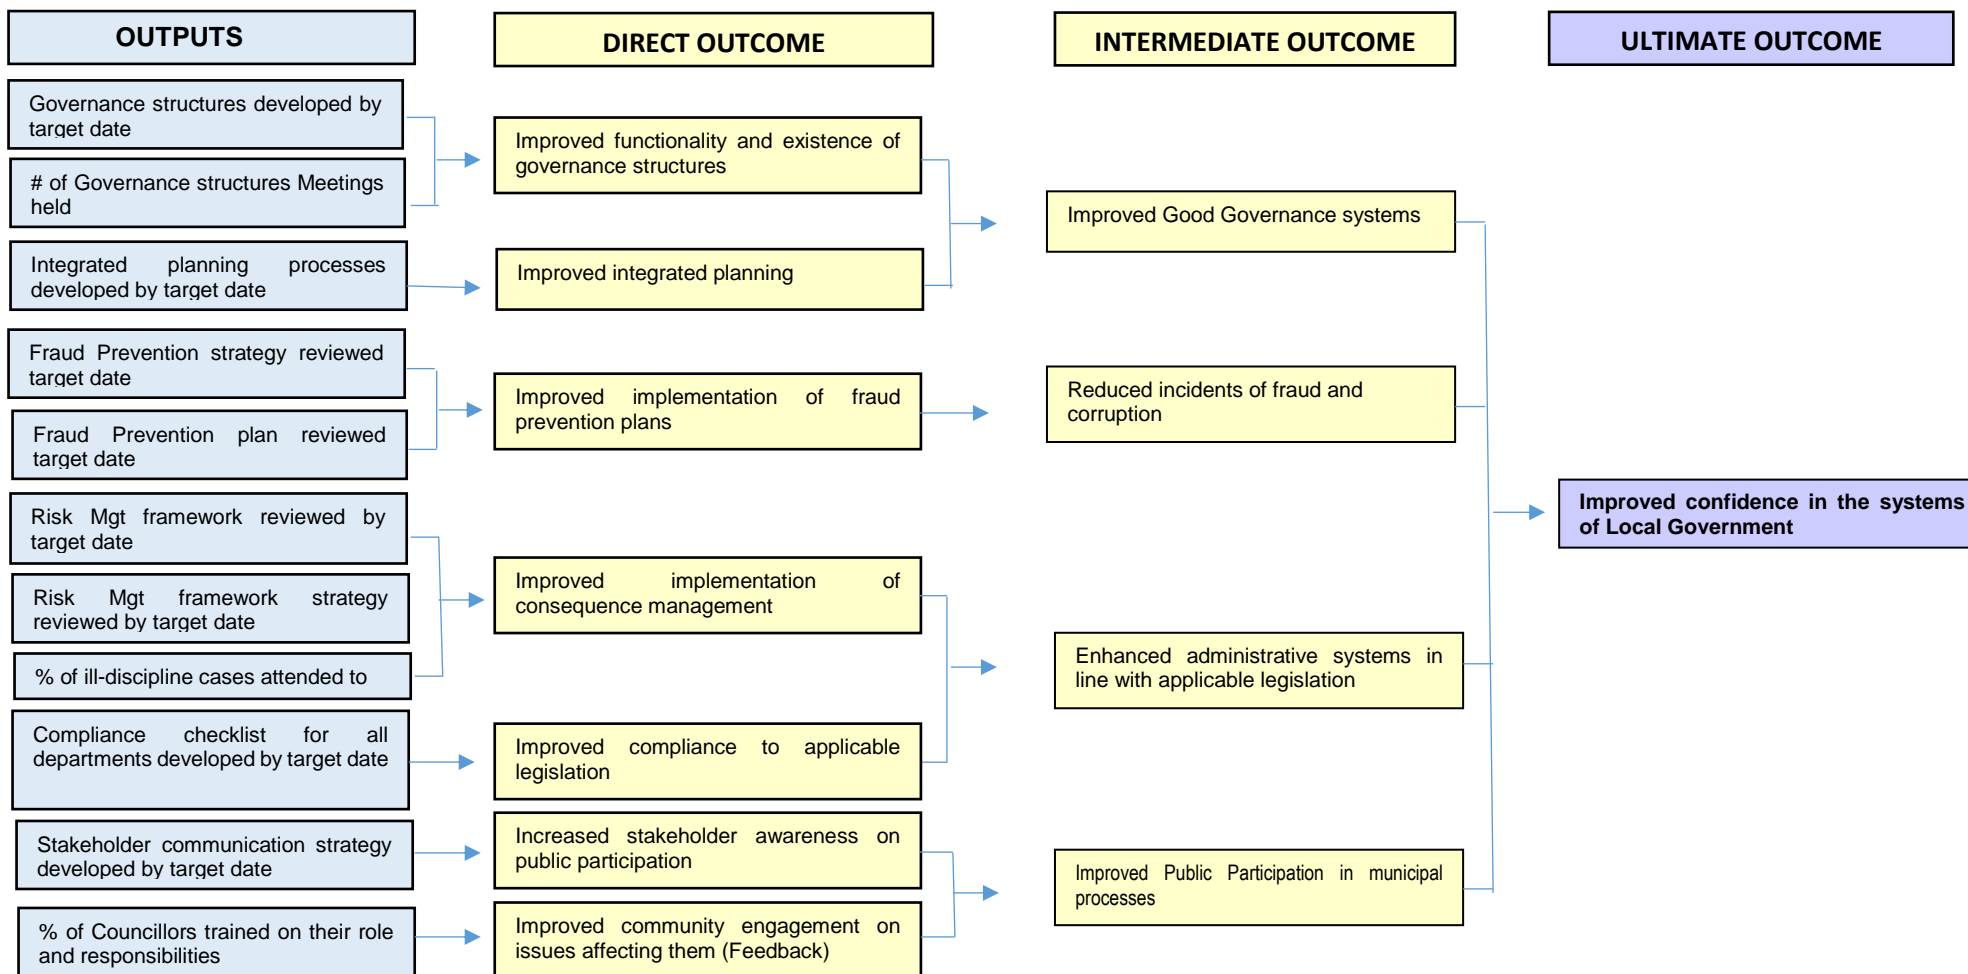 OUTPUTS
DIRECT OUTCOME
INTERMEDIATE OUTCOME
ULTIMATE OUTCOME
Governance structures developed by
target date
# of Governance structures Meetings
held
Integrated planning processes
developed by target date
Fraud Prevention strategy reviewed
target date
Fraud Prevention plan reviewed
target date
Risk Mgt framework reviewed by
target date
Risk Mgt framework strategy
reviewed by target date
% of ill-discipline cases attended to
Compliance checklist for all
departments developed by target date
Stakeholder communication strategy
developed by target date
% of Councillors trained on their role
and responsibilities
Improved functionality and existence of
governance structures
Improved integrated planning
Improved implementation of fraud
prevention plans
Improved implementation of
consequence management
Improved compliance to applicable
legislation
Increased stakeholder awareness on
public participation
Improved community engagement on
issues affecting them (Feedback)
Improved Good Governance systems
Reduced incidents of fraud and
corruption
Enhanced administrative systems in
line with applicable legislation
Improved Public Participation in municipal
processes
Improved confidence in the systems
of Local Government